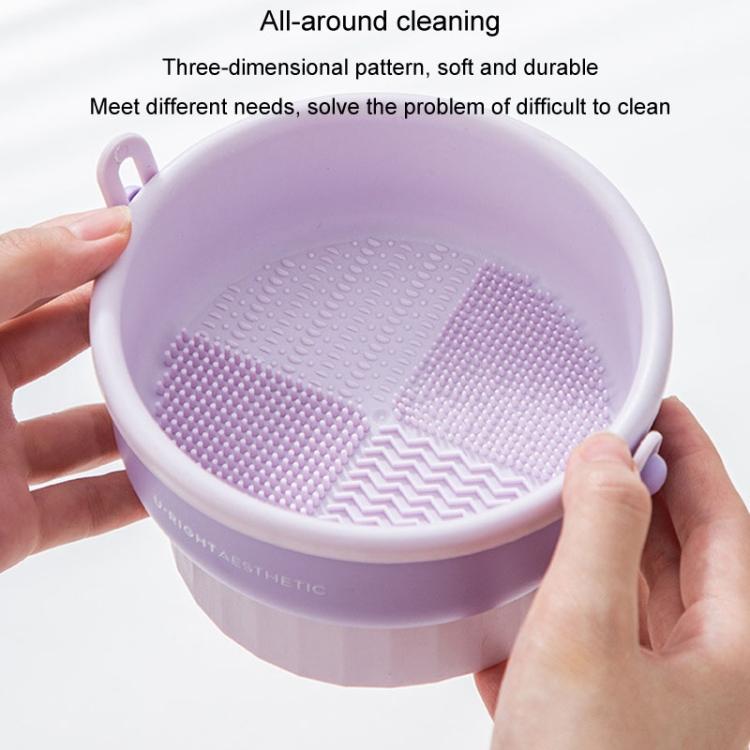 All-around cleaning
Three-dimensional pattern, soft and durable
Meet different needs, solve the problem of difficult to clean
U·RIGHT AESTHETIC